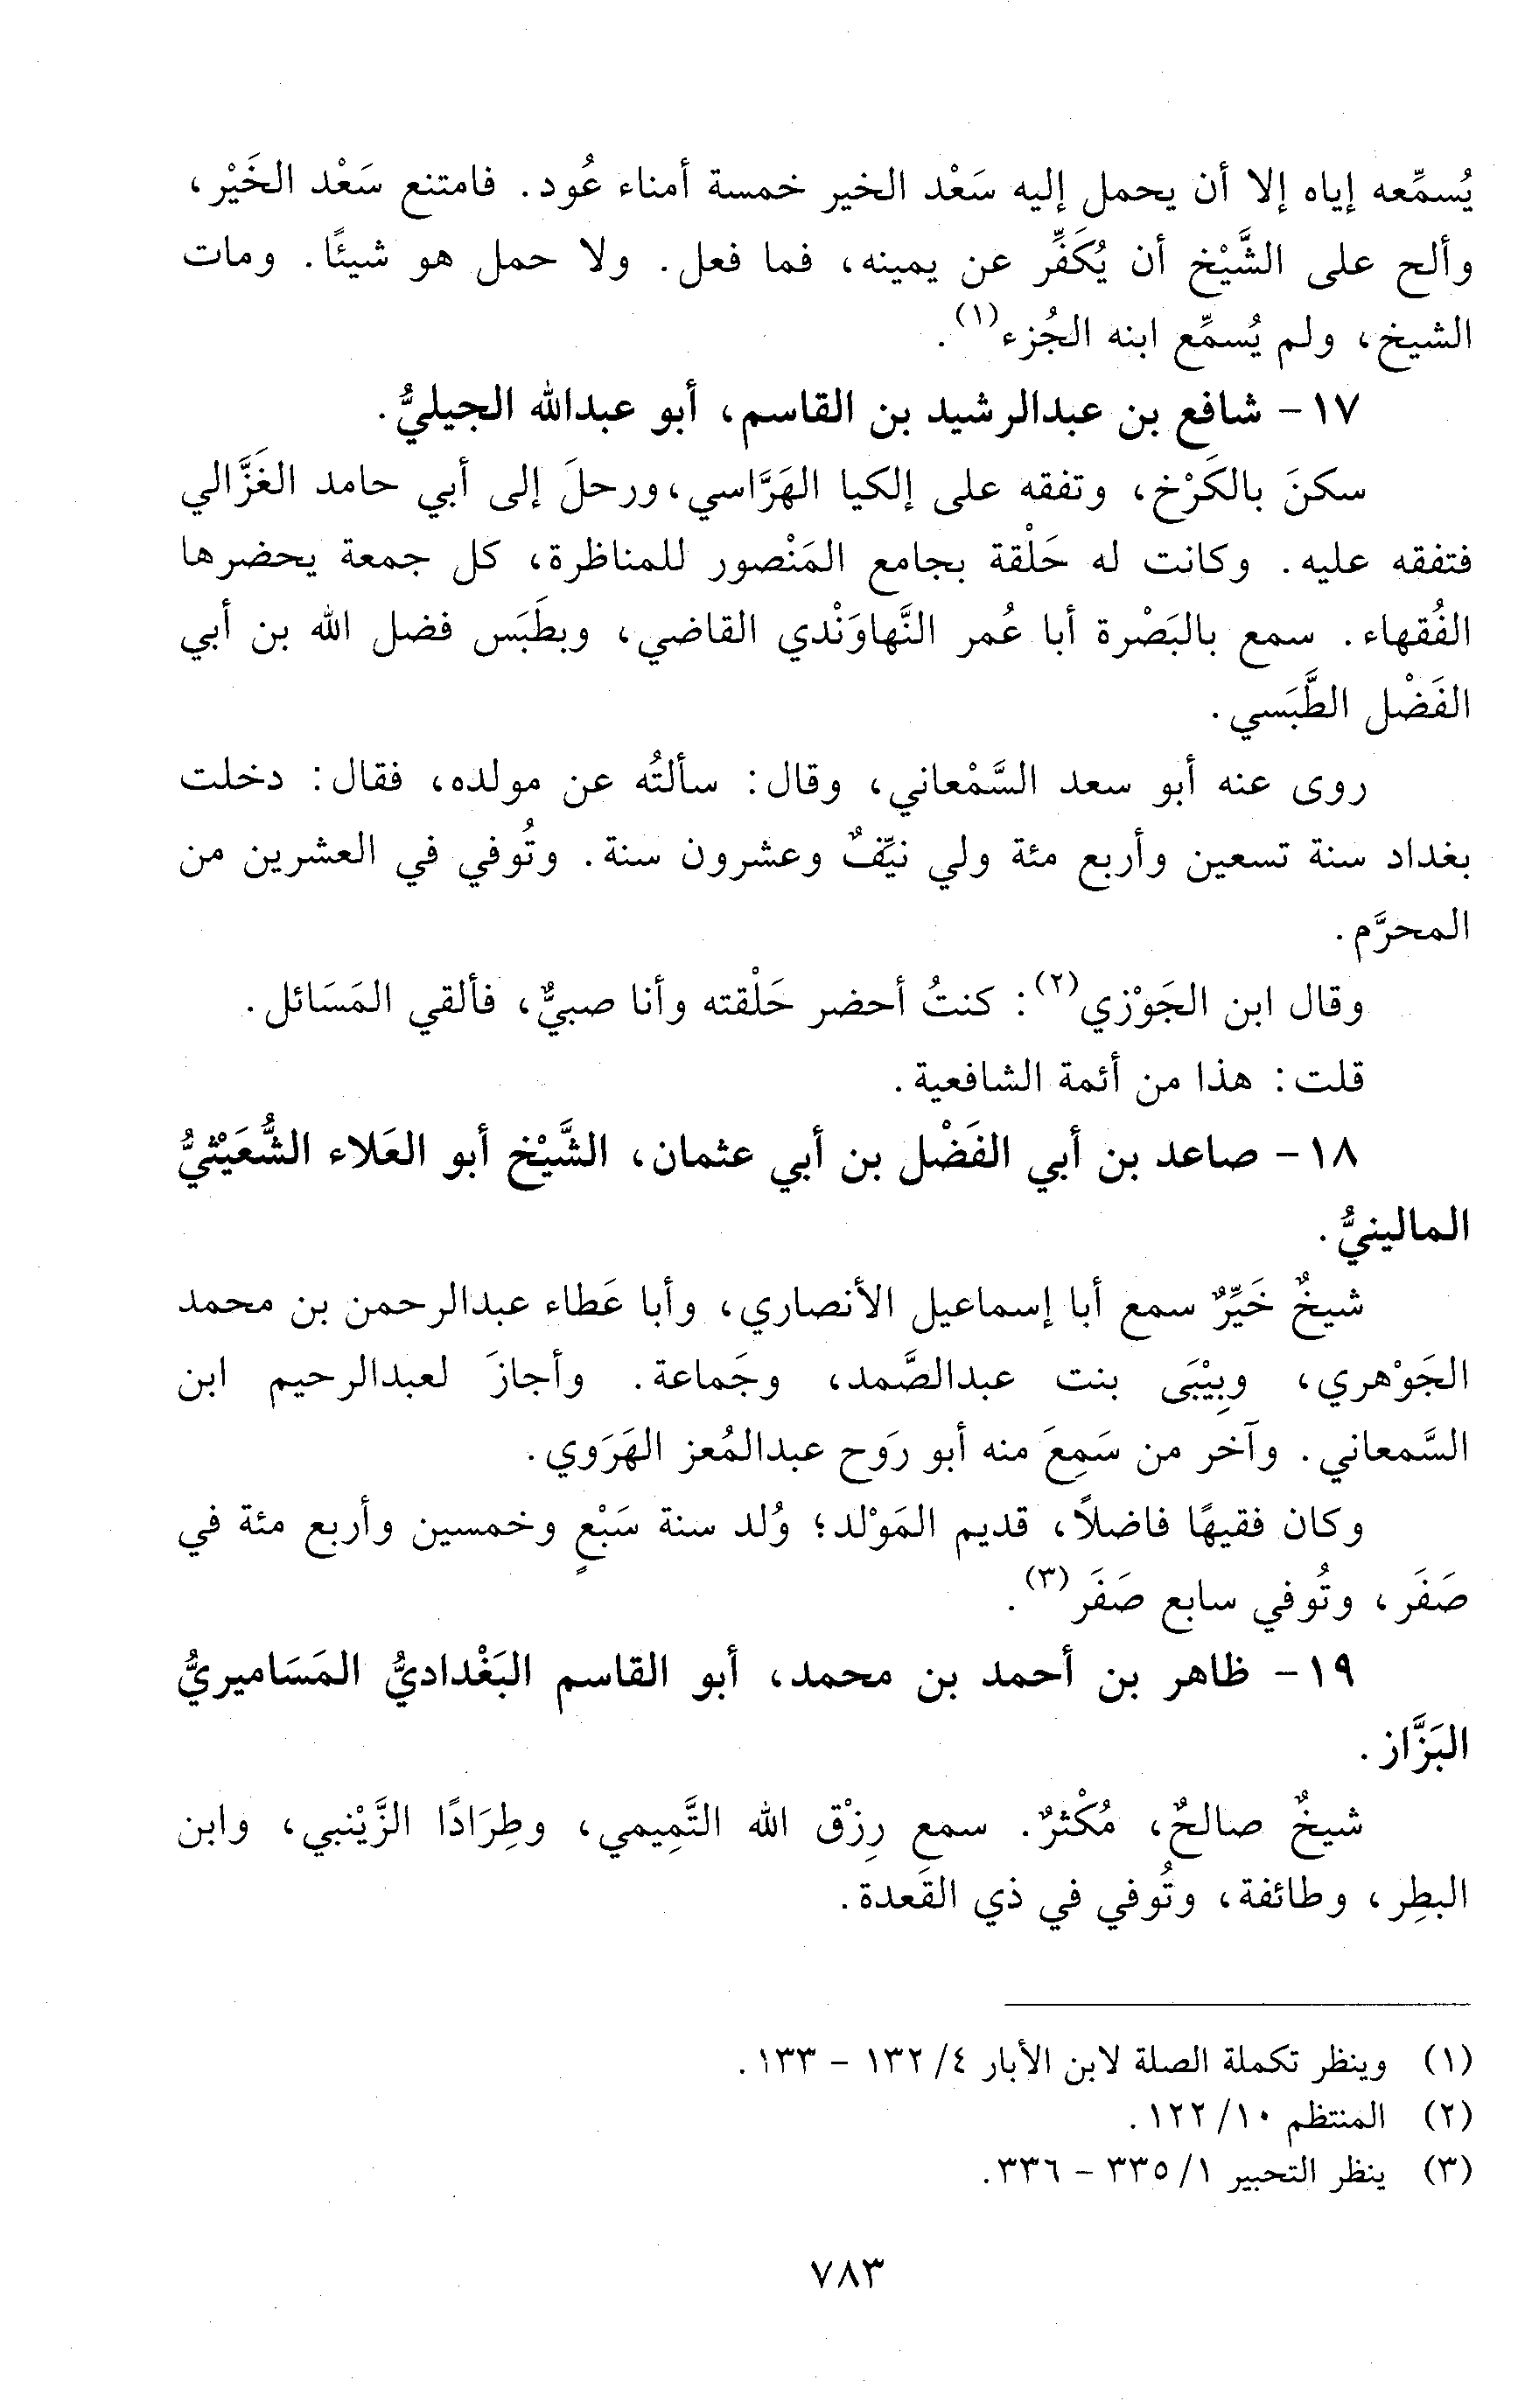 يُسمِّعه إياه إلا أن يحمل إليه سَعْد الخير خمسة أمناء عُود. فامتنع سَعْد الخَيْر،
وألح على الشَّيْخ أن يُكَفِّر عن يمينه، فما فعل. ولا حمل هو شيئًا. ومات
الشيخ، ولم يُسمِّع ابنه الجُزء(١).
١٧- شافع بن عبدالرشيد بن القاسم، أبو عبدالله الجيليُّ.
سكنَ بالكَرْخ، وتفقه على إلكيا الهَرَّاسي،ورحلَ إلى أبي حامد الغَزَّالي
فتفقه عليه. وكانت له حَلْقة بجامع المَنْصور للمناظرة، كل جمعة يحضرها
الفُقهاء. سمع بالبَصْرة أبا عُمر النَّهاوَنْدي القاضي، وبطَبَس فضل الله بن أبي
الفَضْل الطَّبَسي.
روى عنه أبو سعد السَّمْعاني، وقال: سألتُه عن مولده، فقال: دخلت
بغداد سنة تسعين وأربع مئة ولي نيِّفٌ وعشرون سنة. وتُوفي في العشرين من
المحرَّم.
وقال ابن الجَوْزي(٢): كنتُ أحضر حَلْقته وأنا صبيٌّ، فألقي المَسَائل.
قلت: هذا من أئمة الشافعية.
١٨- صاعد بن أبي الفَضْل بن أبي عثمان، الشَّيْخ أبو العَلاء الشُّعَيْثيُّ
المالينيُّ.
شيخٌ خَيِّرٌ سمع أبا إسماعيل الأنصاري، وأبا عَطاء عبدالرحمن بن محمد
الجَوْهري، وبِيْبَى بنت عبدالصَّمد، وجَماعة. وأجازَ لعبدالرحيم ابن
السَّمعاني. وآخر من سَمِعَ منه أبو رَوح عبدالمُعز الهَرَوي.
وكان فقيهًا فاضلاً، قديم المَوْلد؛ وُلد سنة سَبْعٍ وخمسين وأربع مئة في
صَفَر، وتُوفي سابع صَفَر(٣).
١٩- ظاهر بن أحمد بن محمد، أبو القاسم البَغْداديُّ المَسَاميريُّ
البَزَّاز.
شيخٌ صالحٌ، مُكْثرٌ. سمع رِزْق الله التَّمِيمي، وطِرَادًا الزَّيْنبي، وابن
البطِر، وطائفة، وتُوفي في ذي القَعدة.
(١) وينظر تكملة الصلة لابن الأبار ٤/ ١٣٢ - ١٣٣.
(٢) المنتظم ١٠/ ١٢٢.
(٣) ينظر التحبير ١/ ٣٣٥ - ٣٣٦.
٧٨٣